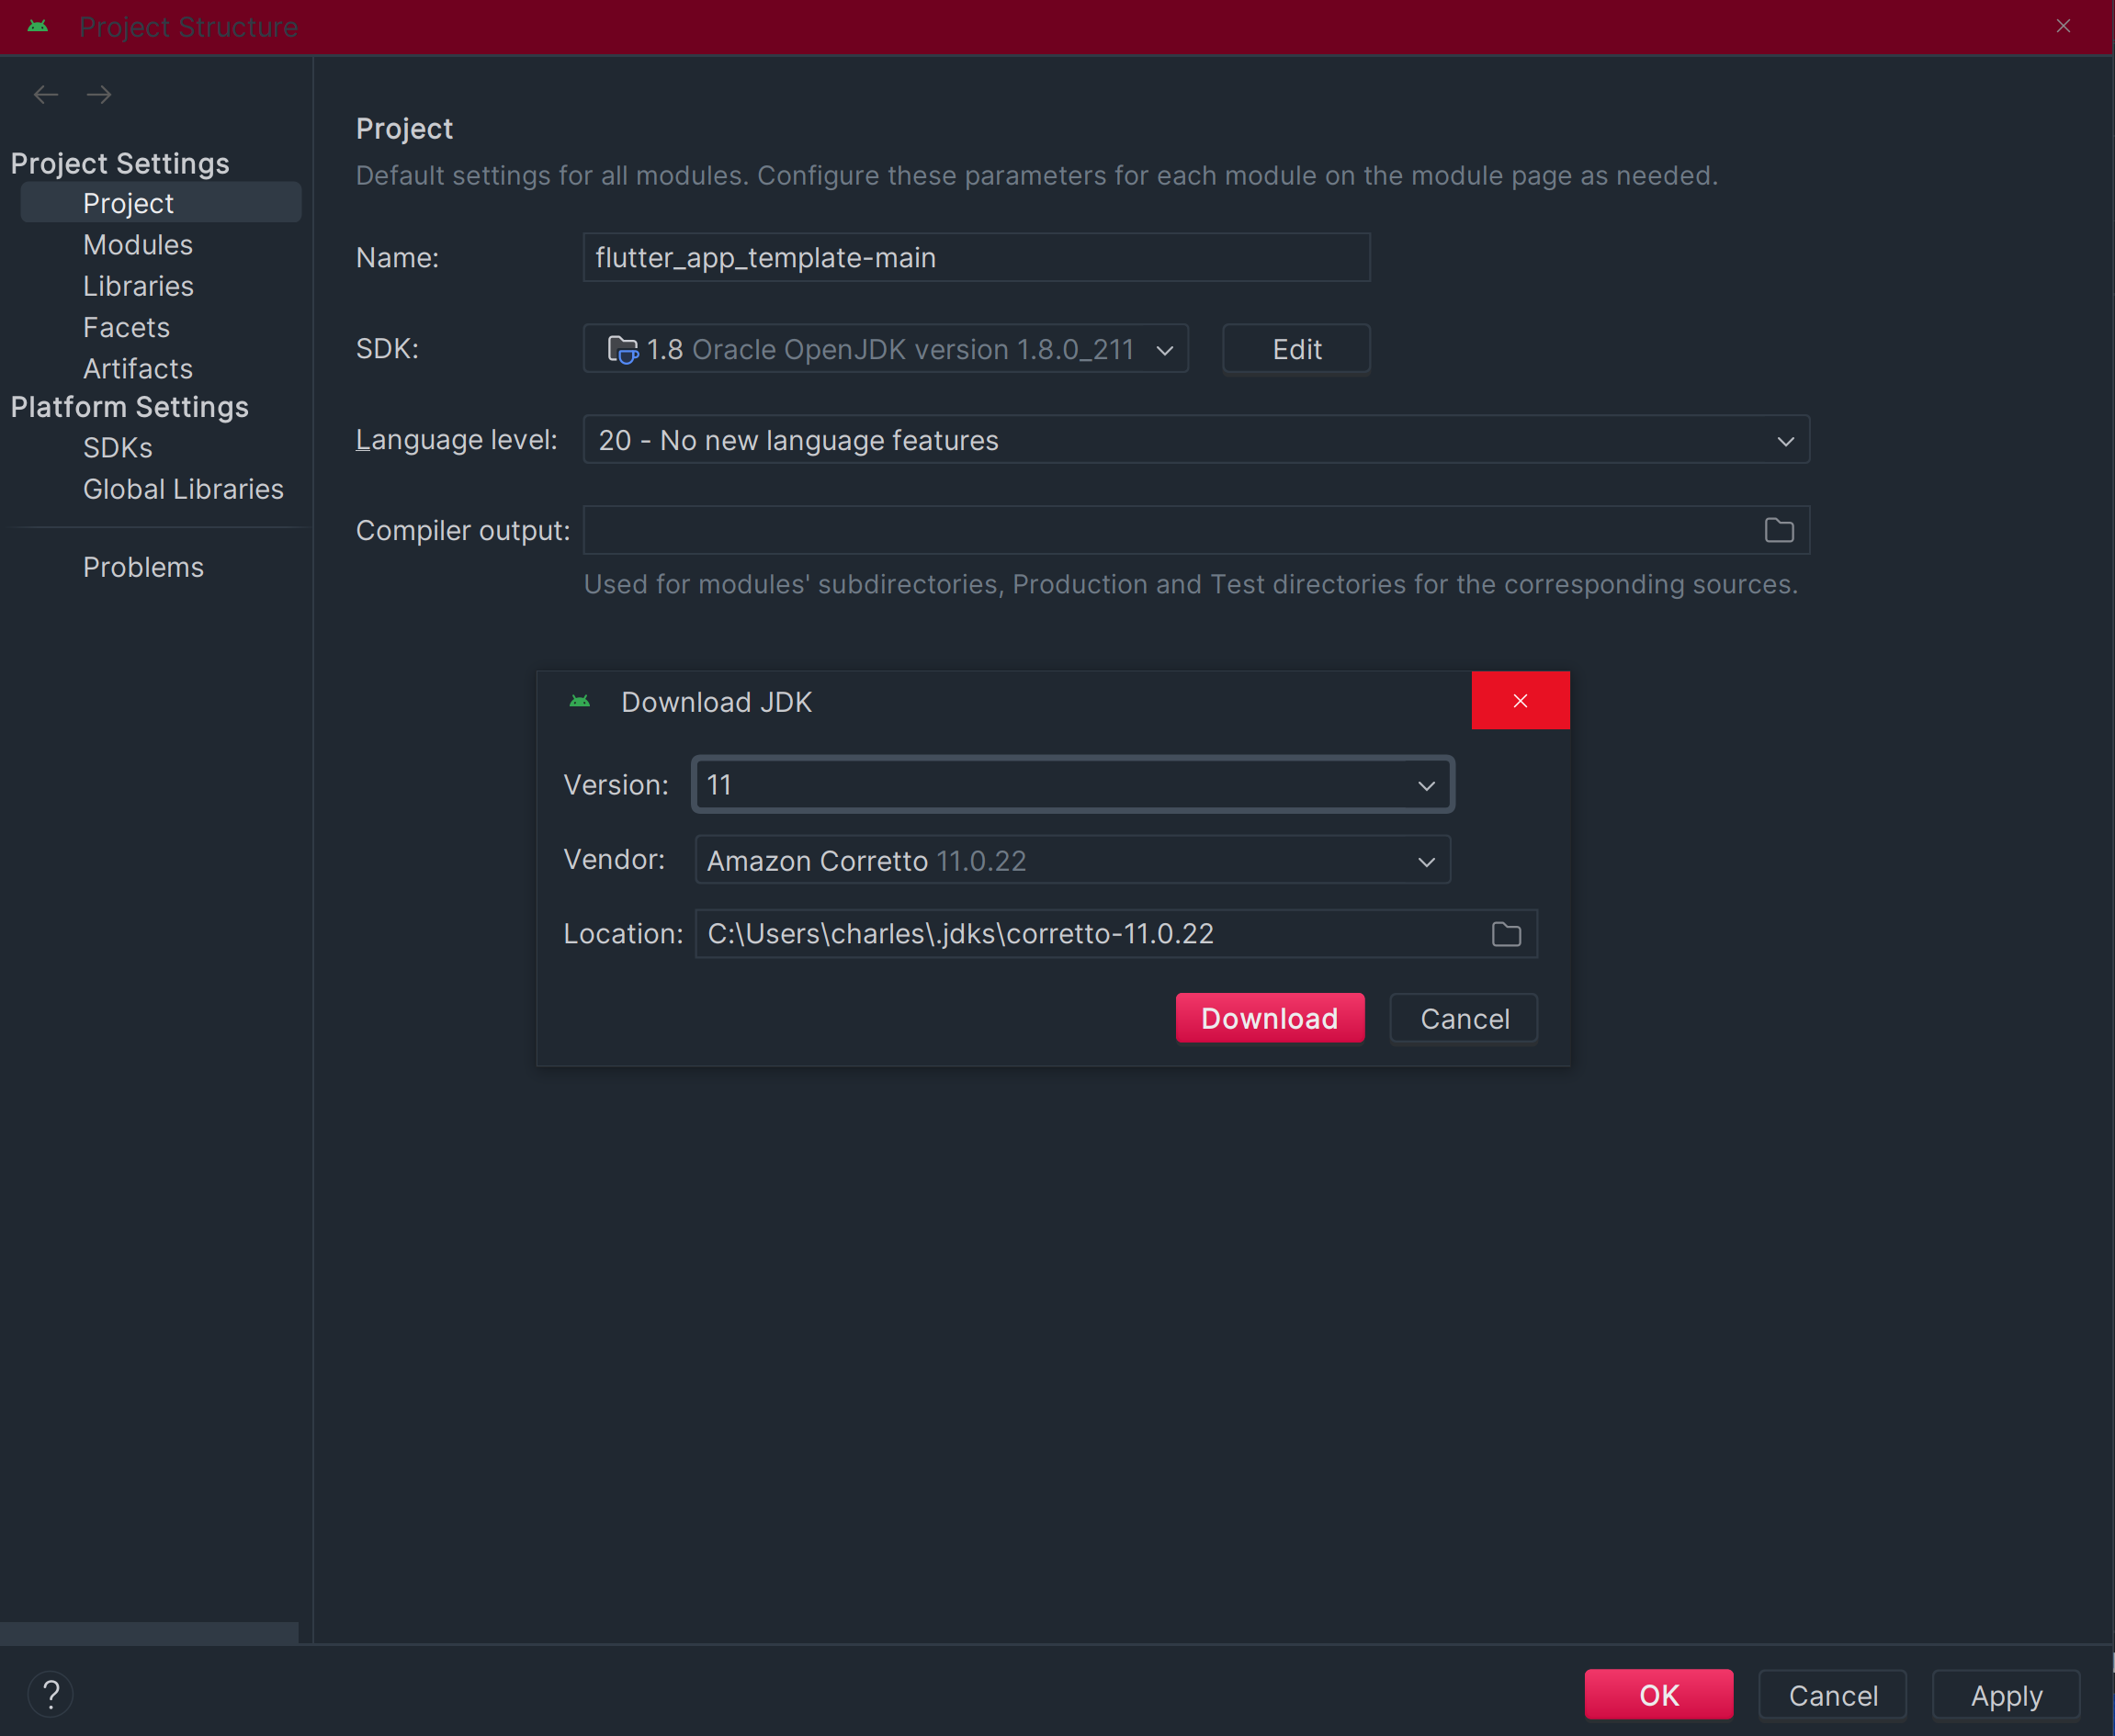 Project Structure
Project Settings
Project
Modules
Libraries
Facets
Artifacts
Platform Settings
SDKs
Global Libraries
Problems
Project
Default settings for all modules. Configure these parameters for each module on the module page as needed.
Name: flutter_app_template-main
SDK: 1.8 Oracle OpenJDK version 1.8.0_211 Edit
Language level: 20 - No new language features
Compiler output:
Used for modules' subdirectories, Production and Test directories for the corresponding sources.
Download JDK
Version: 11
Vendor: Amazon Corretto 11.0.22
Location: C:\Users\charles\.jdks\corretto-11.0.22
Download Cancel
? OK Cancel Apply